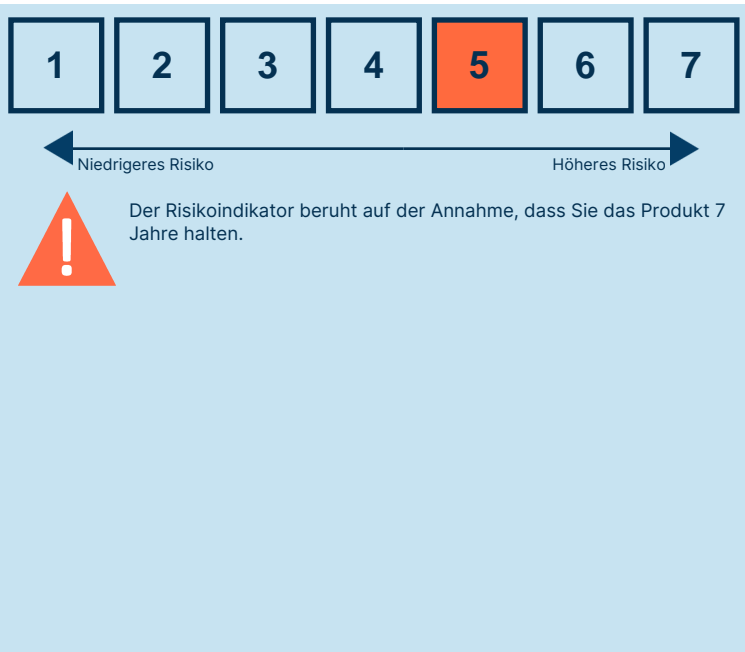 1 2 3 4 5 6 7
Niedrigeres Risiko Höheres Risiko
!
Der Risikoindikator beruht auf der Annahme, dass Sie das Produkt 7
Jahre halten.